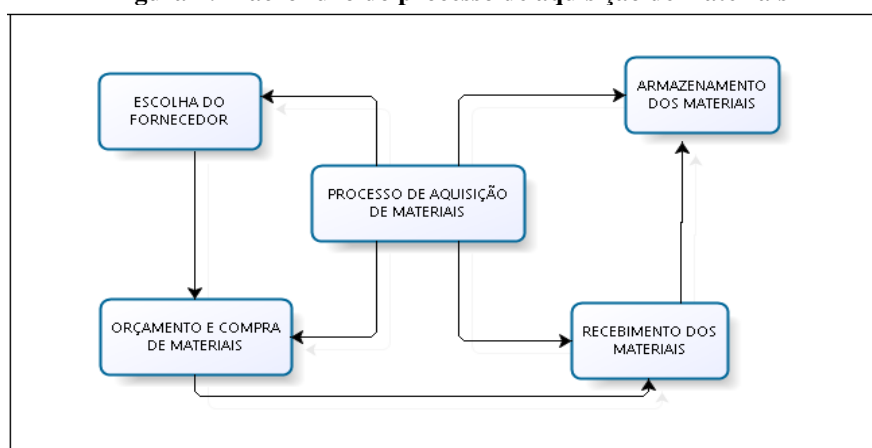 ESCOLHA DO
FORNECEDOR
ARMAZENAMENTO
DOS MATERIAIS
PROCESSO DE AQUISIÇÃO
DE MATERIAIS
ORÇAMENTO E COMPRA
DE MATERIAIS
RECEBIMENTO DOS
MATERIAIS